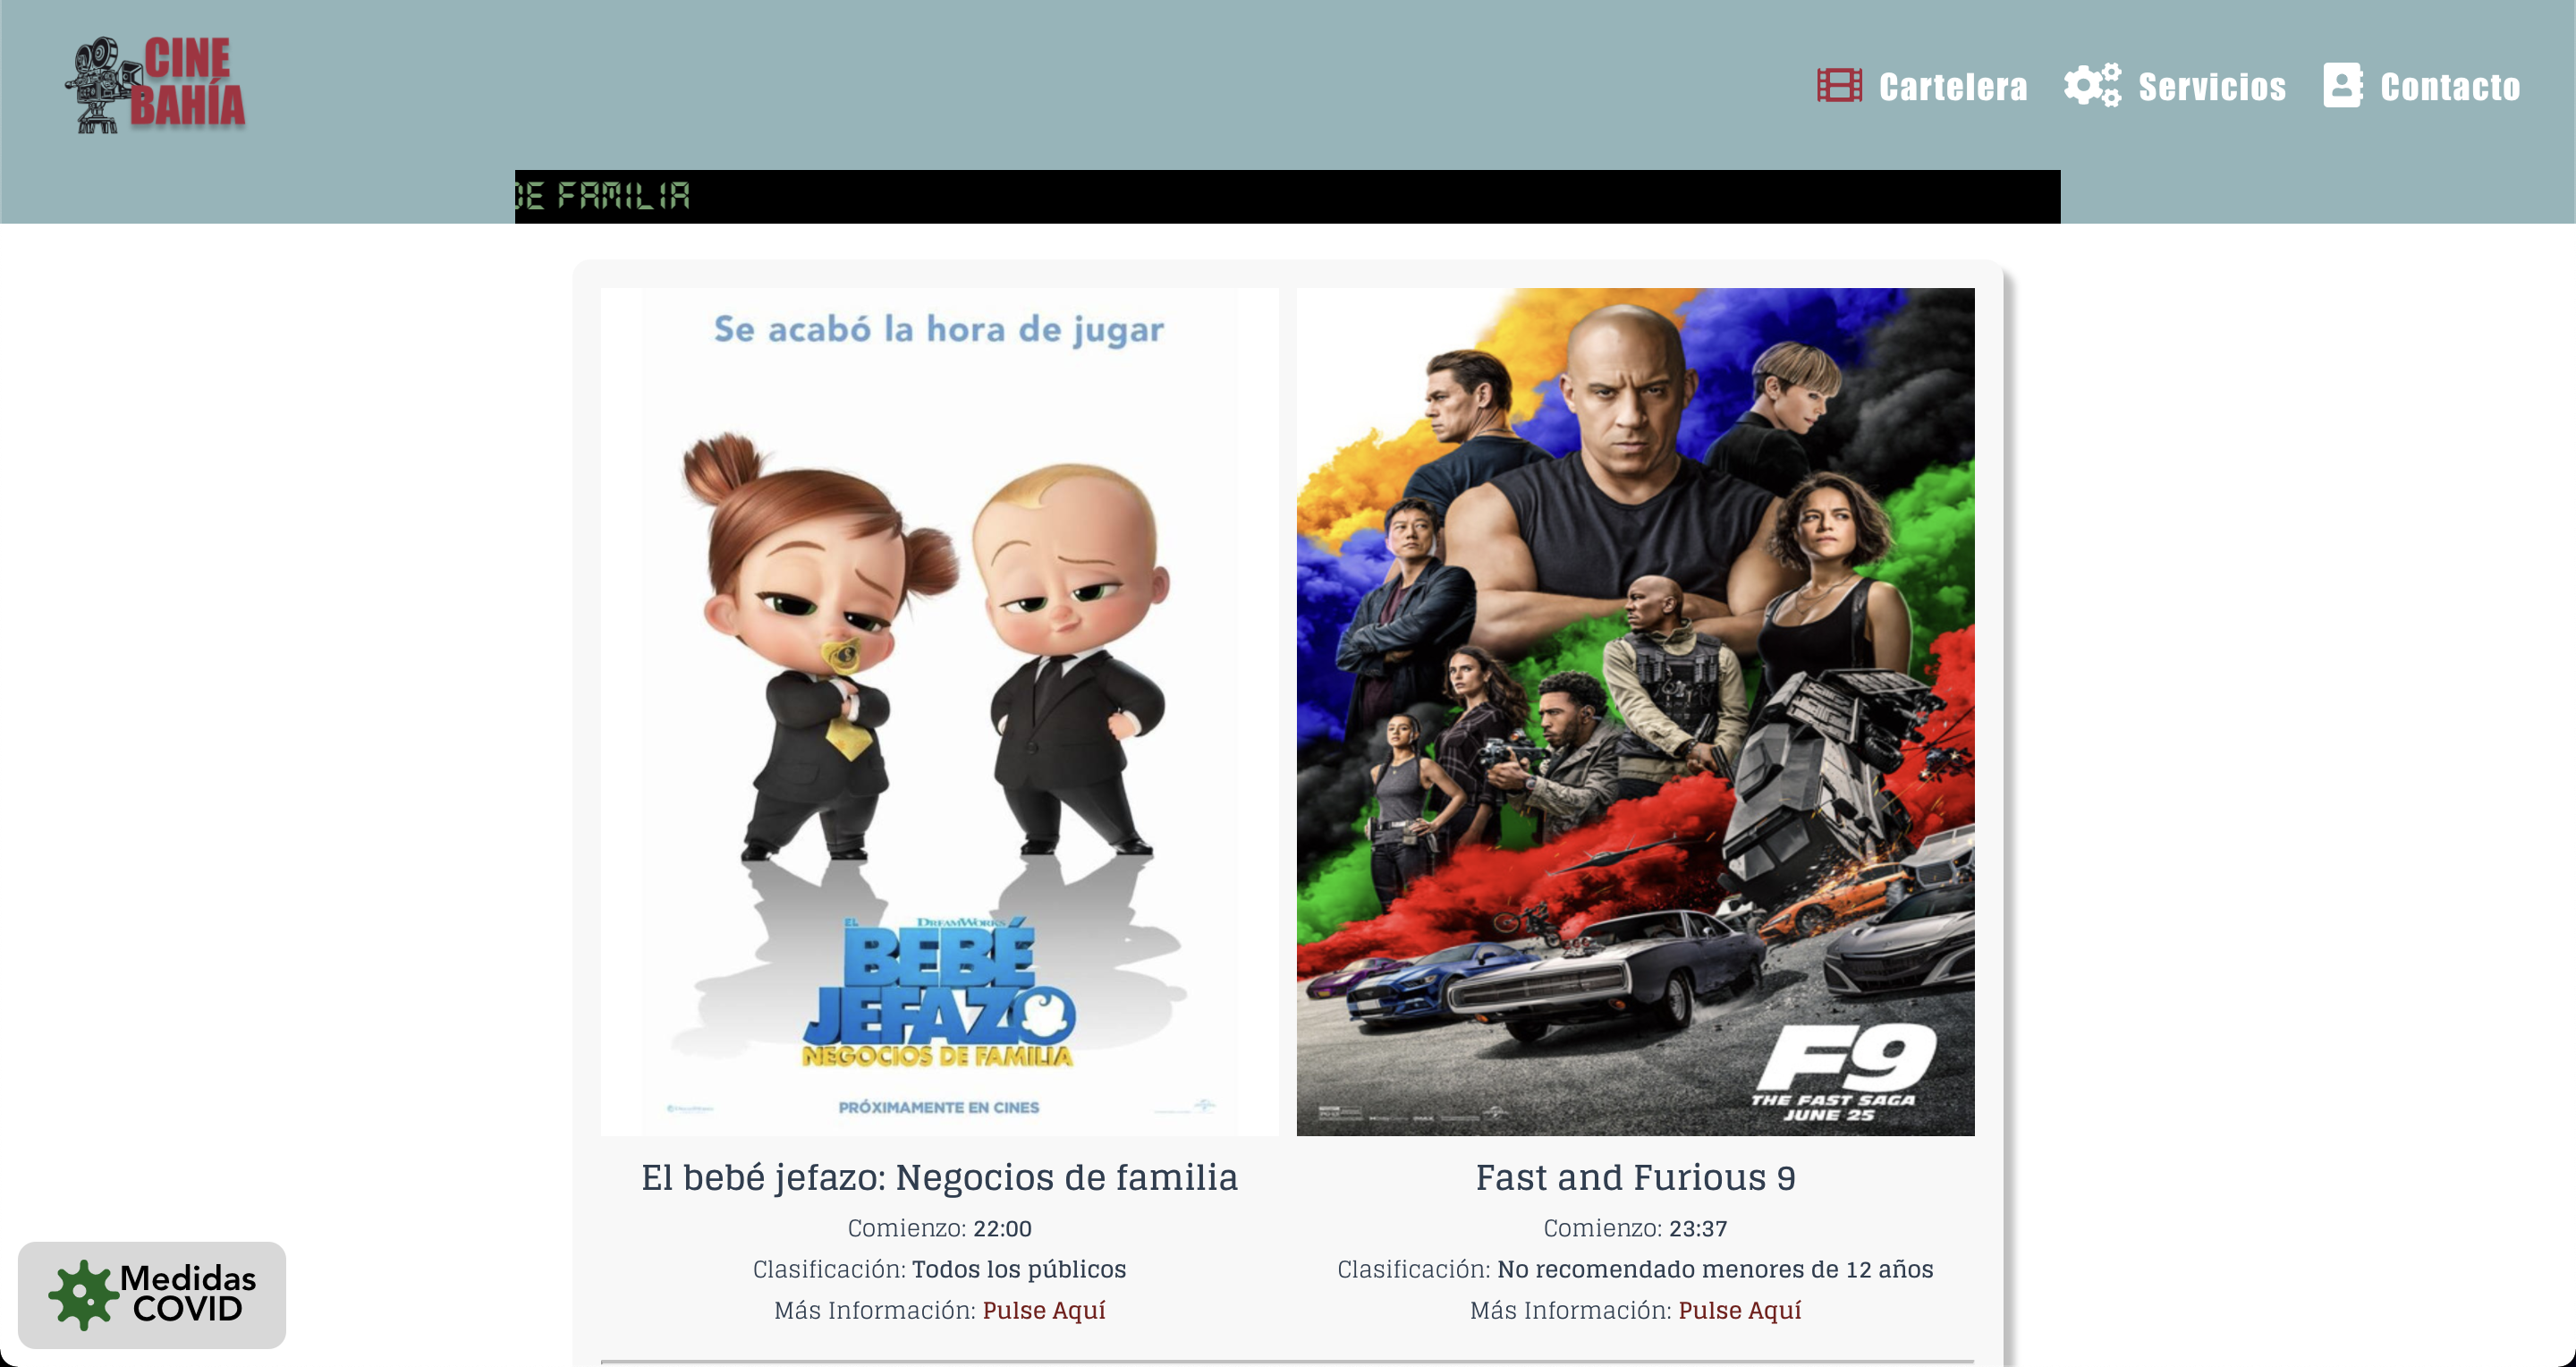 CINE
BAHÍA
Cartelera
Servicios
Contacto
DE FAMILIA
Se acabó la hora de jugar
EL
DREAMWORKS
BEBÉ
JEFAZO
NEGOCIOS DE FAMILIA
PRÓXIMAMENTE EN CINES
F9
THE FAST SAGA
JUNE 25
El bebé jefazo: Negocios de familia
Comienzo: 22:00
Clasificación: Todos los públicos
Más Información: Pulse Aquí
Fast and Furious 9
Comienzo: 23:37
Clasificación: No recomendado menores de 12 años
Más Información: Pulse Aquí
Medidas
COVID